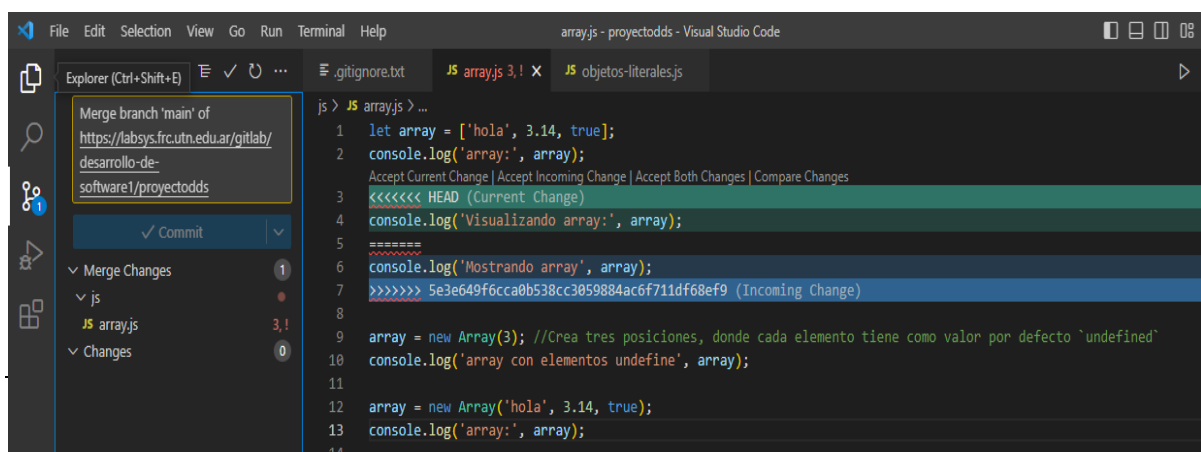 File Edit Selection View Go Run Terminal Help
array.js - proyectodds - Visual Studio Code
Explorer (Ctrl+Shift+E)
.gitignore.txt
JS array.js 3, !
JS objetos-literales.js
Merge branch 'main' of
https://labsys.frc.utn.edu.ar/gitlab/
desarrollo-de-
software1/proyectodds
Commit
Merge Changes 1
js
JS array.js 3, !
Changes 0
1
js > JS array.js > ...
1 let array = ['hola', 3.14, true];
2 console.log('array:', array);
Accept Current Change | Accept Incoming Change | Accept Both Changes | Compare Changes
3 <<<<<<< HEAD (Current Change)
4 console.log('Visualizando array:', array);
5 =======
6 console.log('Mostrando array', array);
7 >>>>>>> 5e3e649f6cca0b538cc3059884ac6f711df68ef9 (Incoming Change)
8
9 array = new Array(3); //Crea tres posiciones, donde cada elemento tiene como valor por defecto `undefined`
10 console.log('array con elementos undefine', array);
11
12 array = new Array('hola', 3.14, true);
13 console.log('array:', array);
14